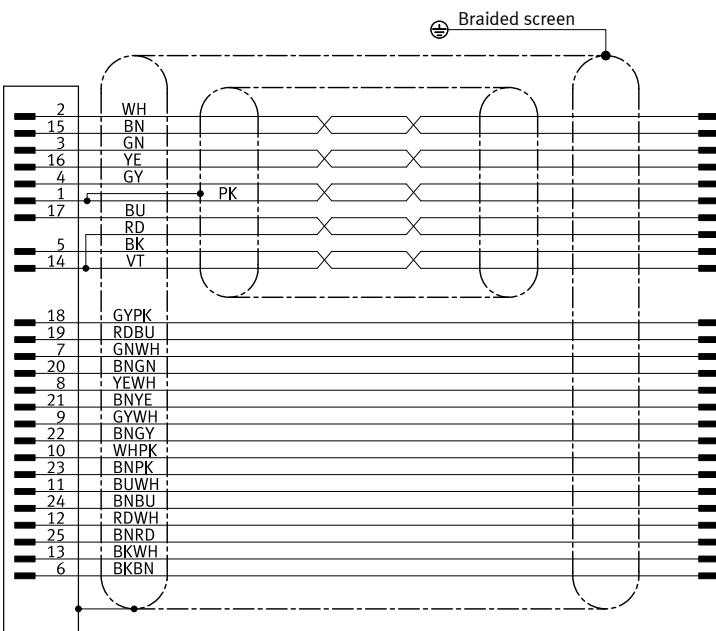 Braided screen
2 WH
15 BN
3 GN
16 YE
4 GY
1 PK
17 BU
RD
5 BK
14 VT
18 GYPK
19 RDBU
7 GNWH
20 BNGN
8 YEWH
21 BNYE
9 GYWH
22 BNGY
10 WHPK
23 BNPK
11 BUWH
24 BNBU
12 RDWH
25 BNRD
13 BKWH
6 BKBN